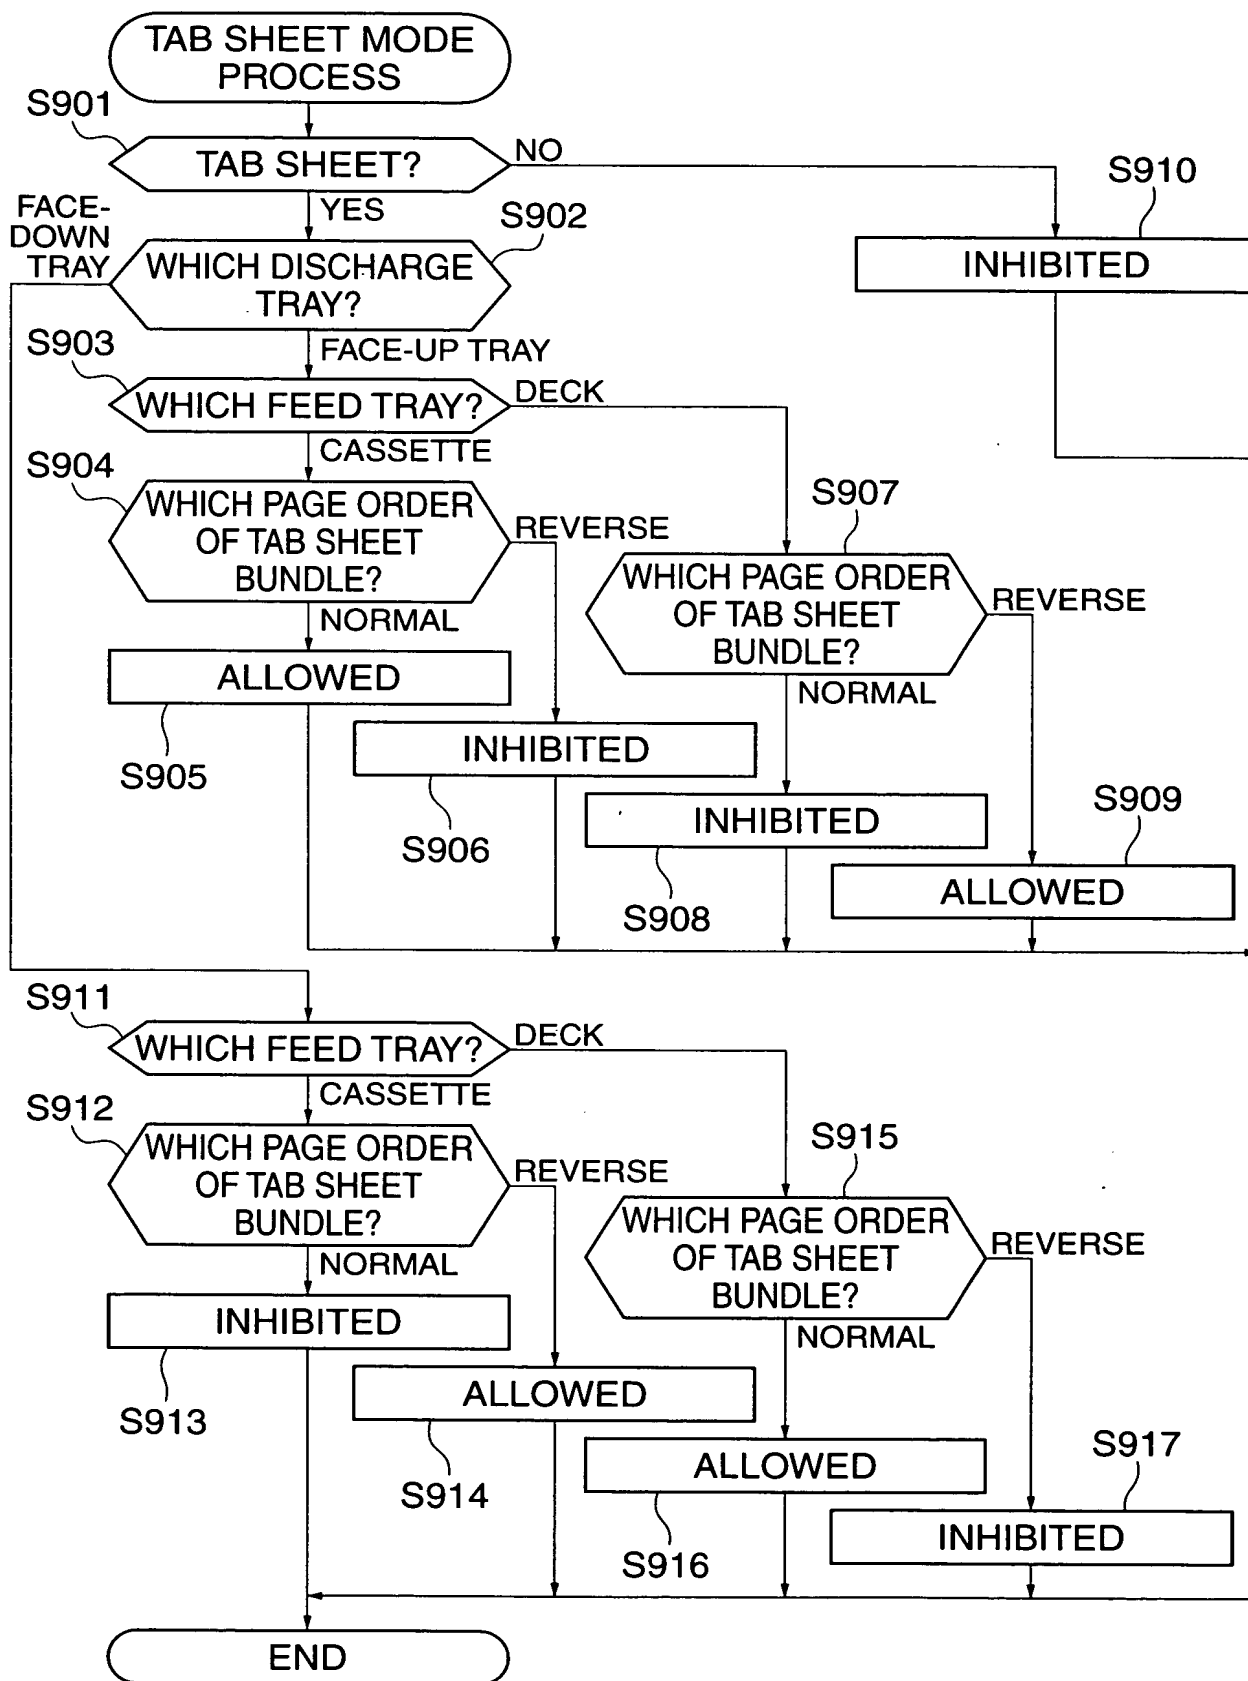 TAB SHEET MODE
PROCESS
S901
TAB SHEET?
NO
YES
S910
INHIBITED
FACE-
DOWN
TRAY
S902
WHICH DISCHARGE
TRAY?
FACE-UP TRAY
S903
WHICH FEED TRAY?
DECK
CASSETTE
S904
WHICH PAGE ORDER
OF TAB SHEET
BUNDLE?
REVERSE
NORMAL
S907
WHICH PAGE ORDER
OF TAB SHEET
BUNDLE?
REVERSE
NORMAL
ALLOWED
S905
INHIBITED
S906
INHIBITED
S908
S909
ALLOWED
S911
WHICH FEED TRAY?
DECK
CASSETTE
S912
WHICH PAGE ORDER
OF TAB SHEET
BUNDLE?
REVERSE
NORMAL
S915
WHICH PAGE ORDER
OF TAB SHEET
BUNDLE?
REVERSE
NORMAL
INHIBITED
S913
ALLOWED
S914
ALLOWED
S916
S917
INHIBITED
END